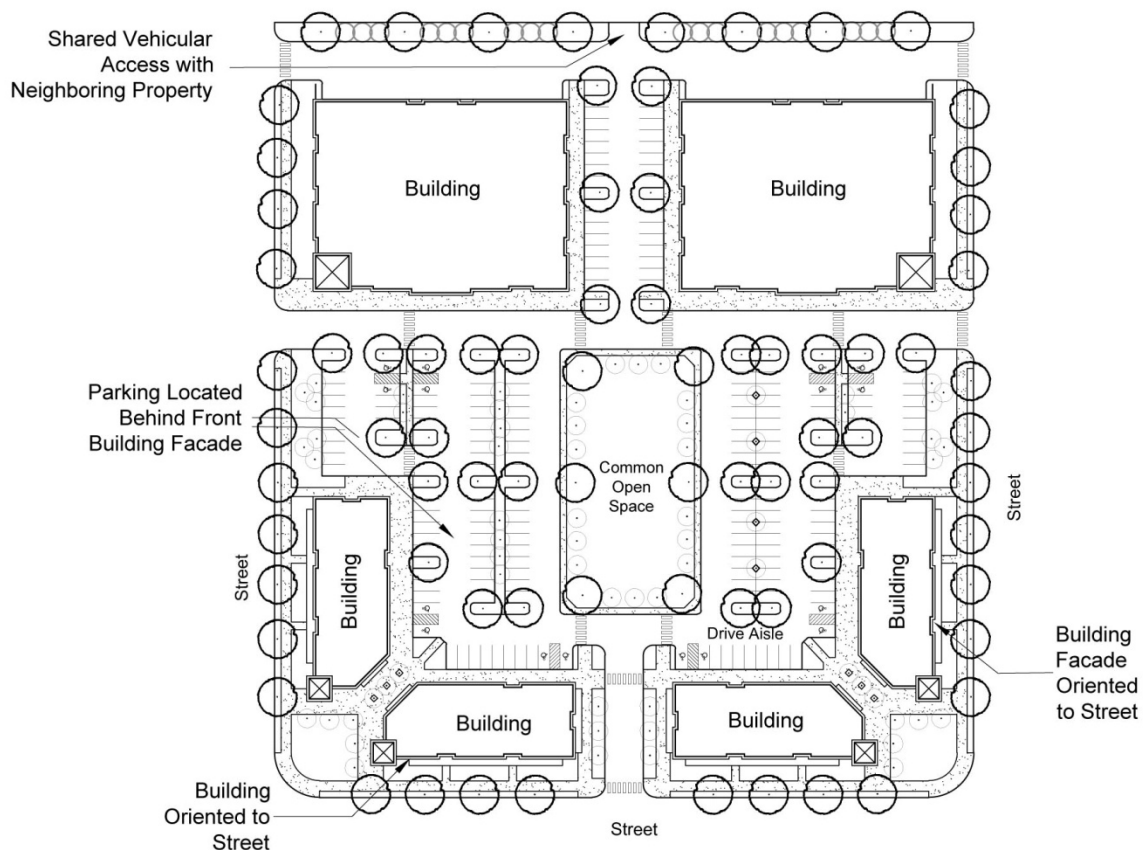 Shared Vehicular
Access with
Neighboring Property
Building
Building
Parking Located
Behind Front
Building Facade
Common
Open
Space
Street
Street
Building
Building
Drive Aisle
Building
Facade
Oriented
to Street
Building
Building
Building
Oriented to
Street
Street